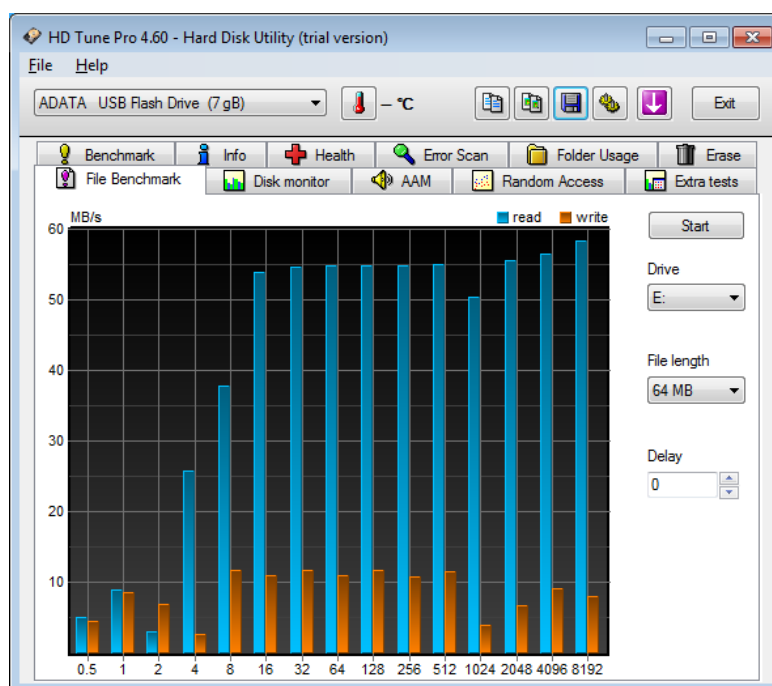 HD Tune Pro 4.60 - Hard Disk Utility (trial version)
File Help
ADATA USB Flash Drive (7 gB) – °C Exit
Benchmark Info Health Error Scan Folder Usage Erase
File Benchmark Disk monitor AAM Random Access Extra tests
MB/s read write Start
60
Drive
50 E:
40 File length
64 MB
30
Delay
0
20
10
0.5 1 2 4 8 16 32 64 128 256 512 1024 2048 4096 8192